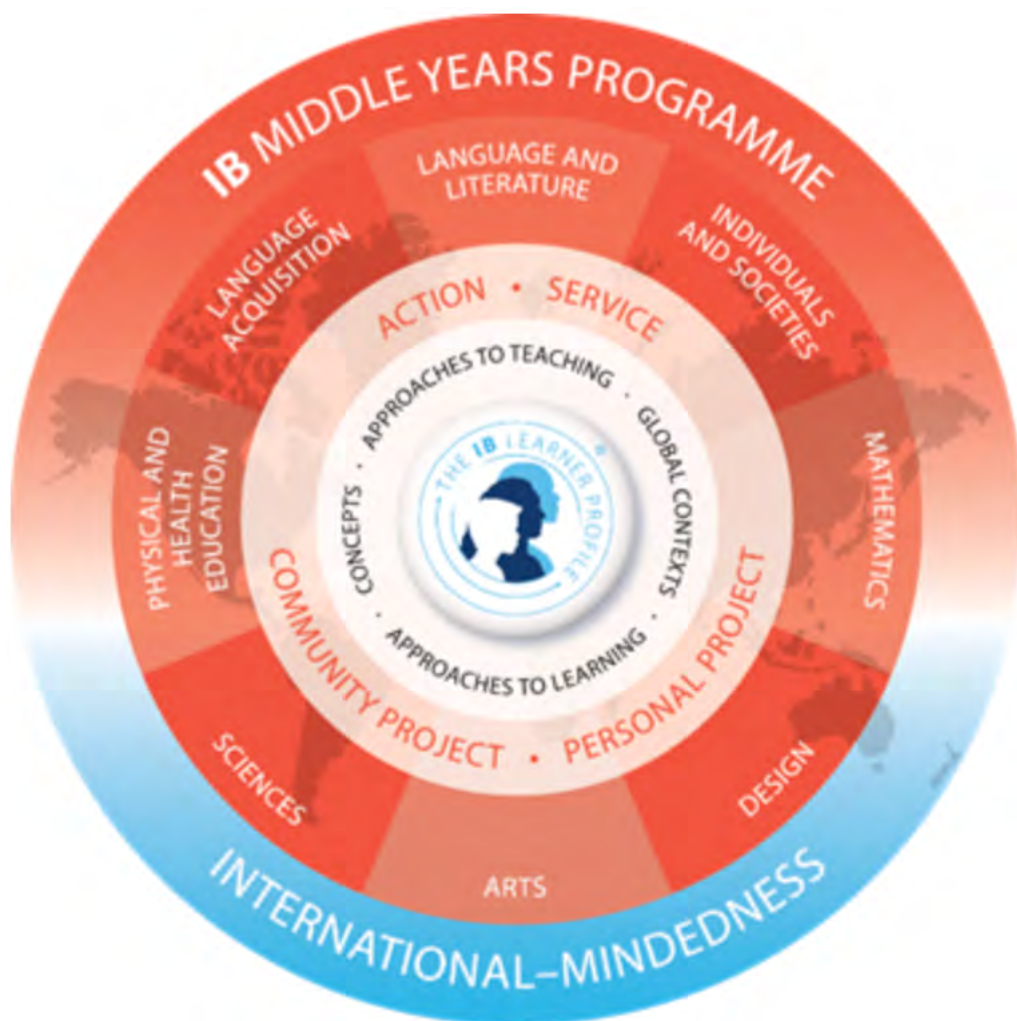 IB MIDDLE YEARS PROGRAMME
LANGUAGE AND
LITERATURE
INDIVIDUALS
AND SOCIETIES
MATHEMATICS
DESIGN
ARTS
SCIENCES
PHYSICAL AND
HEALTH
EDUCATION
LANGUAGE
ACQUISITION
ACTION • SERVICE
COMMUNITY PROJECT • PERSONAL PROJECT
APPROACHES TO TEACHING · GLOBAL CONTEXTS · APPROACHES TO LEARNING · CONCEPTS ·
THE IB LEARNER PROFILE ®
INTERNATIONAL–MINDEDNESS